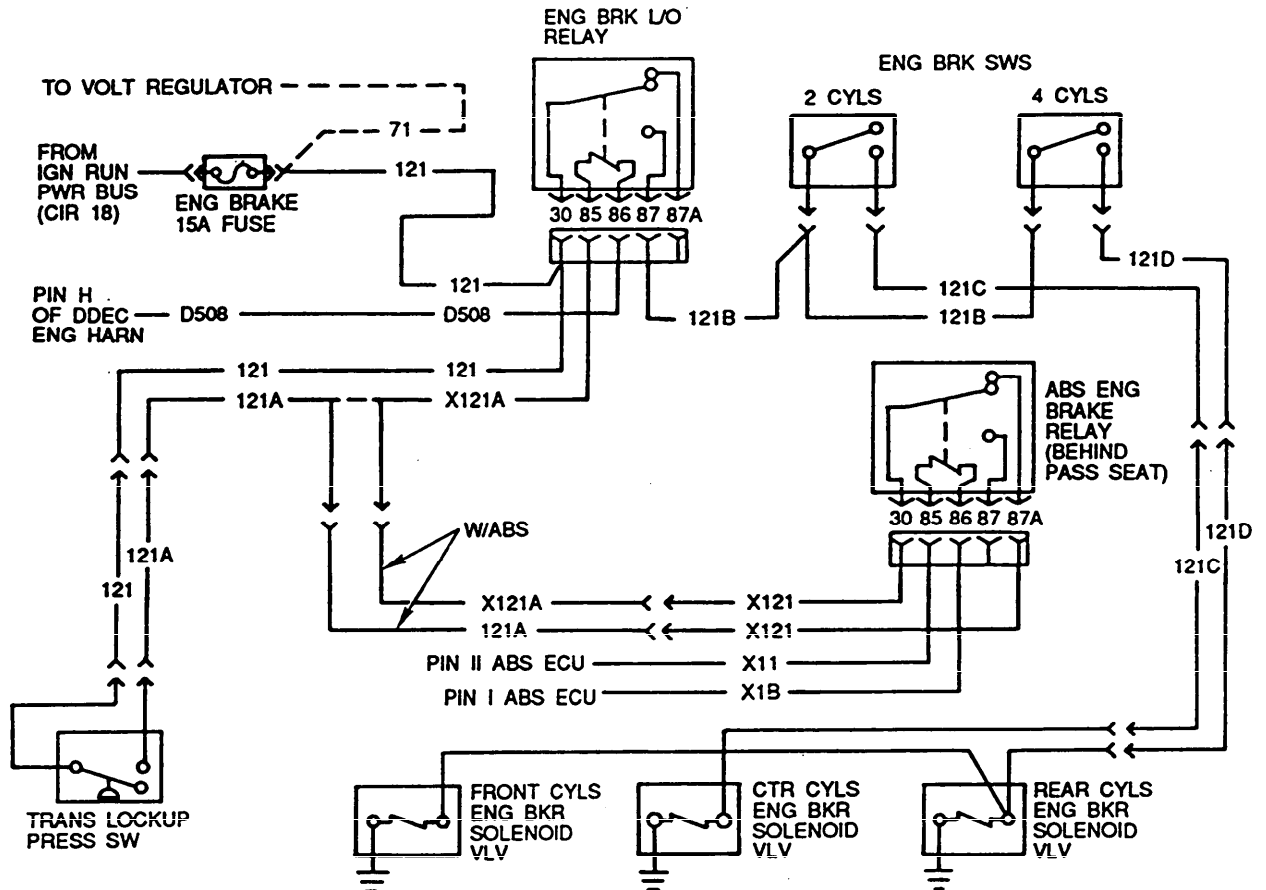 ENG BRK L/O
RELAY
TO VOLT REGULATOR
71
FROM
IGN RUN
PWR BUS
(CIR 18)
ENG BRAKE
15A FUSE
121
30 85 86 87 87A
ENG BRK SWS
2 CYLS
4 CYLS
121
PIN H
OF DDEC
ENG HARN
D508
D508
121B
121C
121B
121D
121
121
121A
X121A
ABS ENG
BRAKE
RELAY
(BEHIND
PASS SEAT)
30 85 86 87 87A
W/ABS
121
121A
121C
121D
X121A
X121
121A
X121
PIN II ABS ECU
X11
PIN I ABS ECU
X1B
TRANS LOCKUP
PRESS SW
FRONT CYLS
ENG BKR
SOLENOID
VLV
CTR CYLS
ENG BKR
SOLENOID
VLV
REAR CYLS
ENG BKR
SOLENOID
VLV